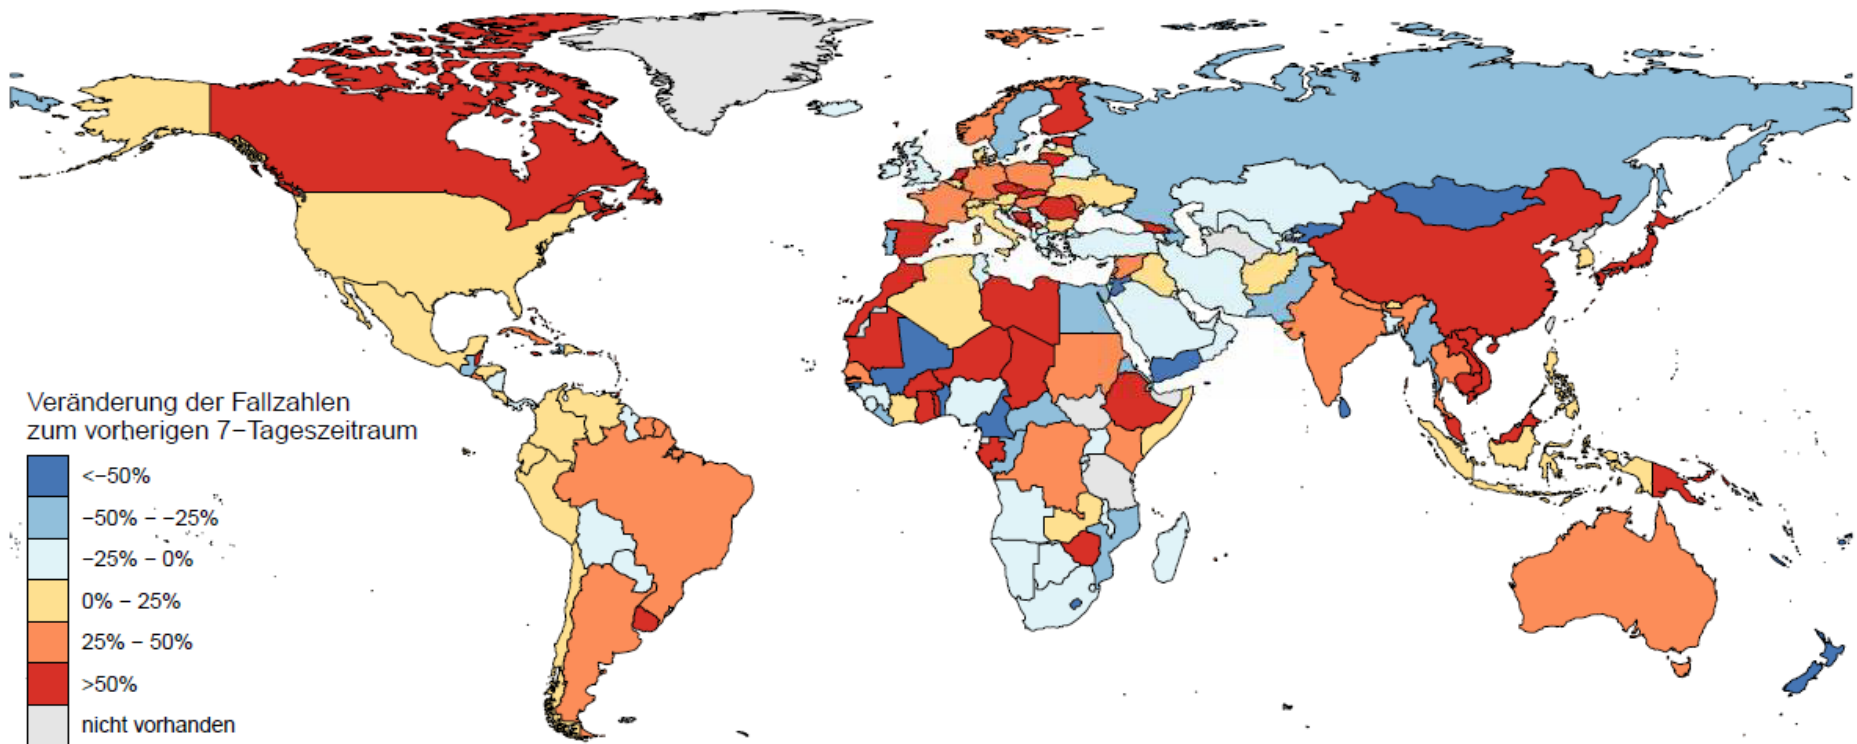 Veränderung der Fallzahlen
zum vorherigen 7−Tageszeitraum
<−50%
−50% − −25%
−25% − 0%
0% − 25%
25% − 50%
>50%
nicht vorhanden